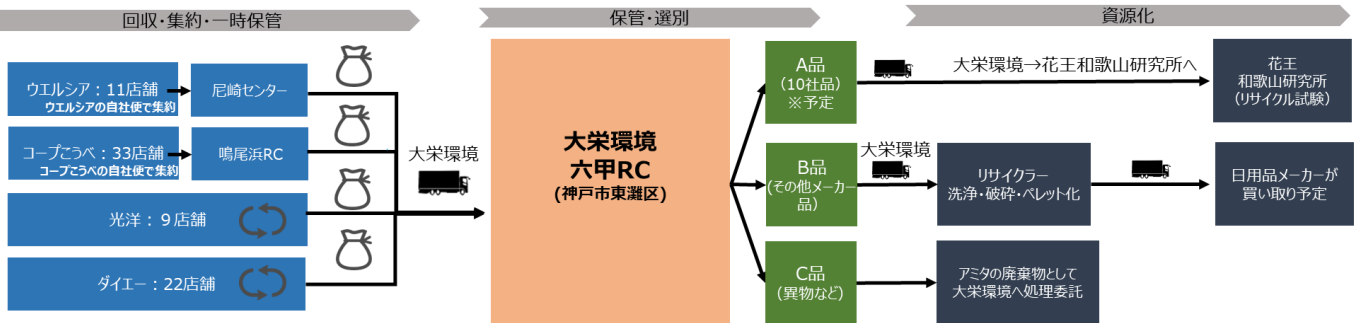 回収・集約・一時保管
保管・選別
資源化
ウエルシア：11店舗
ウエルシアの自社便で集約
尼崎センター
コープこうべ：33店舗
コープこうべの自社便で集約
鳴尾浜RC
光洋：９店舗
ダイエー：22店舗
大栄環境
大栄環境
六甲RC
(神戸市東灘区)
A品
(10社品)
※予定
大栄環境→花王和歌山研究所へ
花王
和歌山研究所
(リサイクル試験)
B品
(その他メーカー
品)
大栄環境
リサイクラー
洗浄・破砕・ペレット化
日用品メーカーが
買い取り予定
C品
(異物など)
アミタの廃棄物として
大栄環境へ処理委託